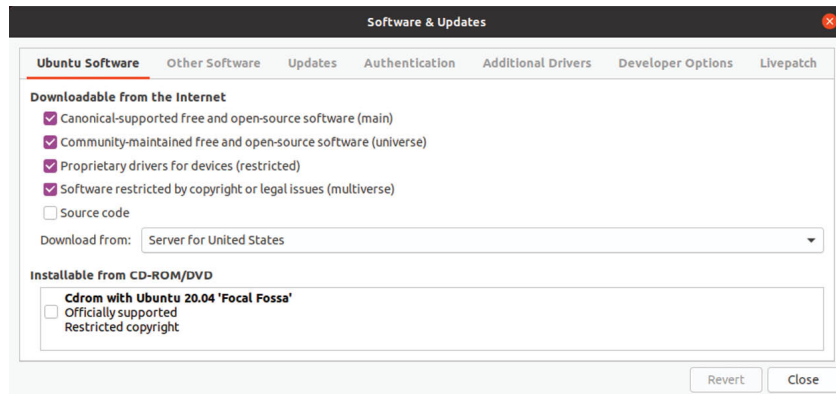 Software & Updates
Ubuntu Software Other Software Updates Authentication Additional Drivers Developer Options Livepatch
Downloadable from the Internet
Canonical-supported free and open-source software (main)
Community-maintained free and open-source software (universe)
Proprietary drivers for devices (restricted)
Software restricted by copyright or legal issues (multiverse)
Source code
Download from: Server for United States
Installable from CD-ROM/DVD
Cdrom with Ubuntu 20.04 'Focal Fossa'
Officially supported
Restricted copyright
Revert Close